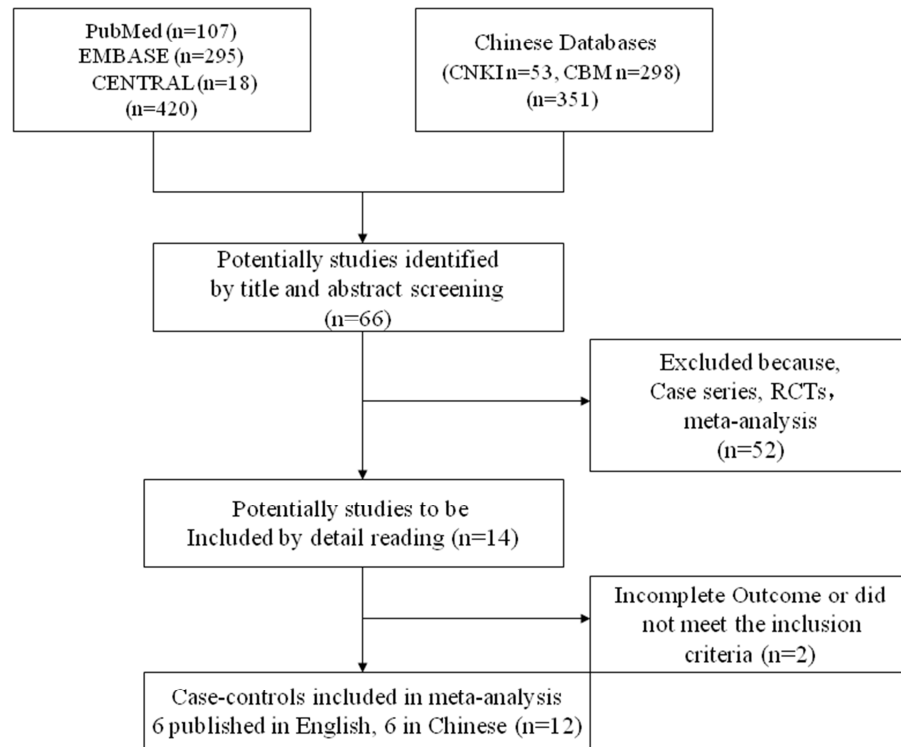 PubMed (n=107)
EMBASE (n=295)
CENTRAL (n=18)
(n=420)
Chinese Databases
(CNKI n=53, CBM n=298)
(n=351)
Potentially studies identified
by title and abstract screening
(n=66)
Excluded because,
Case series, RCTs，
meta-analysis
(n=52)
Potentially studies to be
Included by detail reading (n=14)
Incomplete Outcome or did
not meet the inclusion
criteria (n=2)
Case-controls included in meta-analysis
6 published in English, 6 in Chinese (n=12)